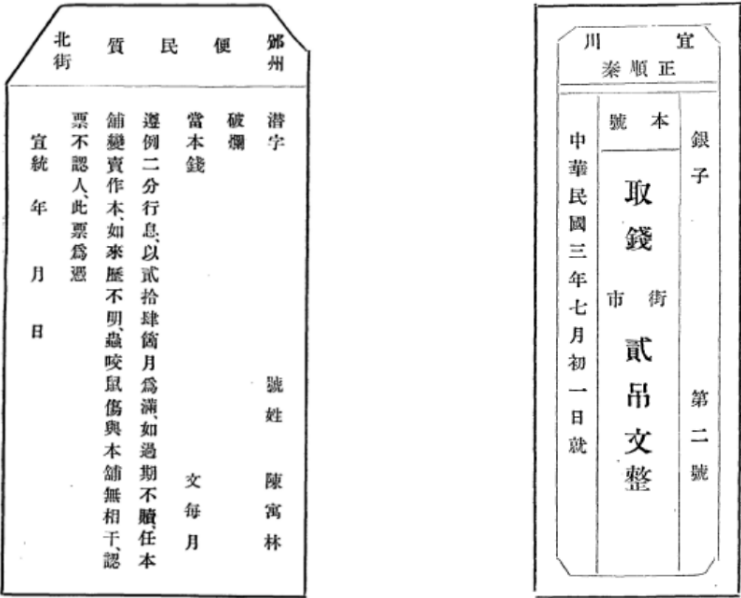 鄜州 便民質 北街
潛字 號姓 陳寓林
破爛
當本錢 文每月
遵例二分行息、以貳拾肆箇月爲滿、如過期不贖、任本
舖變賣作本、如來歷不明、蟲咬鼠傷與本舖無相干、認
票不認人、此票爲憑
宣統 年 月 日
宜川
正順秦
銀子 第二號
本號
取錢 街市 貳吊文整
中華民國三年七月初一日就